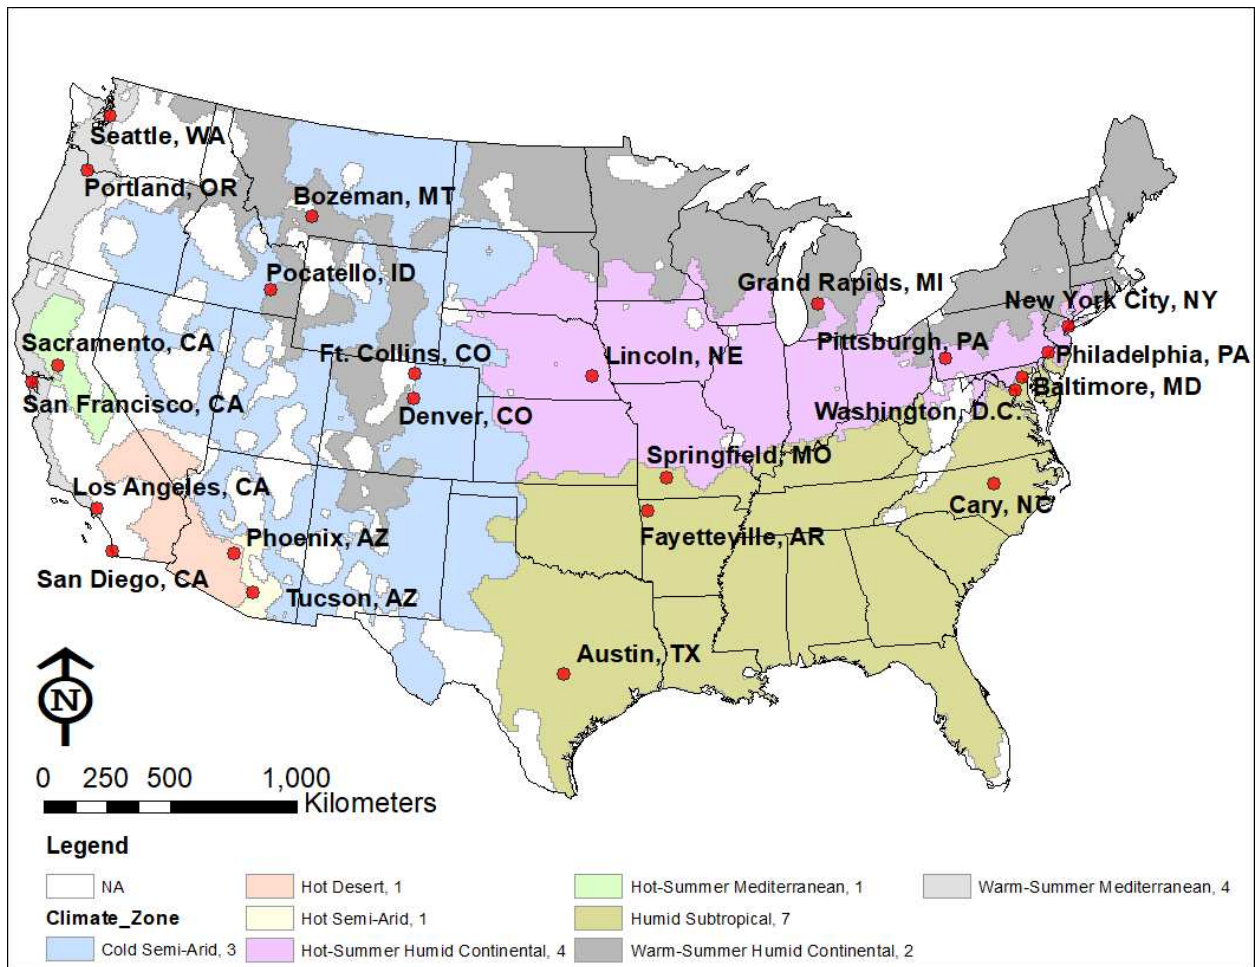 Seattle, WA
Portland, OR
Bozeman, MT
Pocatello, ID
Grand Rapids, MI
New York City, NY
Sacramento, CA
Ft. Collins, CO
Lincoln, NE
Pittsburgh, PA
Philadelphia, PA
San Francisco, CA
Denver, CO
Baltimore, MD
Washington, D.C.
Springfield, MO
Los Angeles, CA
Cary, NC
Phoenix, AZ
Fayetteville, AR
San Diego, CA
Tucson, AZ
Austin, TX
N
0 250 500 1,000
Kilometers
Legend
NA
Hot Desert, 1
Hot-Summer Mediterranean, 1
Warm-Summer Mediterranean, 4
Climate_Zone
Hot Semi-Arid, 1
Humid Subtropical, 7
Cold Semi-Arid, 3
Hot-Summer Humid Continental, 4
Warm-Summer Humid Continental, 2